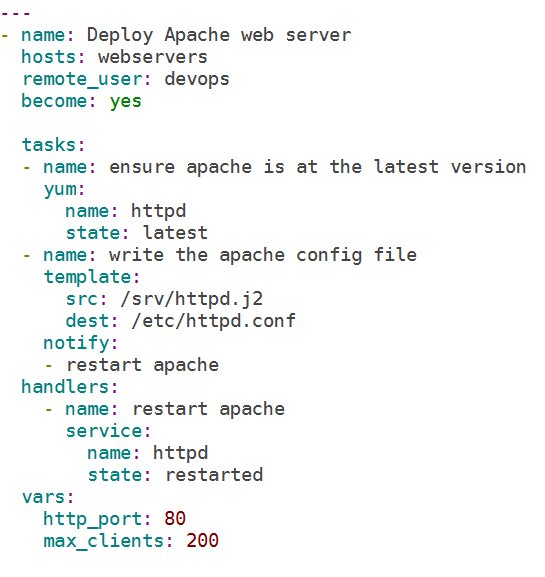 ---
- name: Deploy Apache web server
  hosts: webservers
  remote_user: devops
  become: yes

  tasks:
  - name: ensure apache is at the latest version
    yum:
      name: httpd
      state: latest
  - name: write the apache config file
    template:
      src: /srv/httpd.j2
      dest: /etc/httpd.conf
    notify:
    - restart apache
  handlers:
    - name: restart apache
      service:
        name: httpd
        state: restarted
  vars:
    http_port: 80
    max_clients: 200